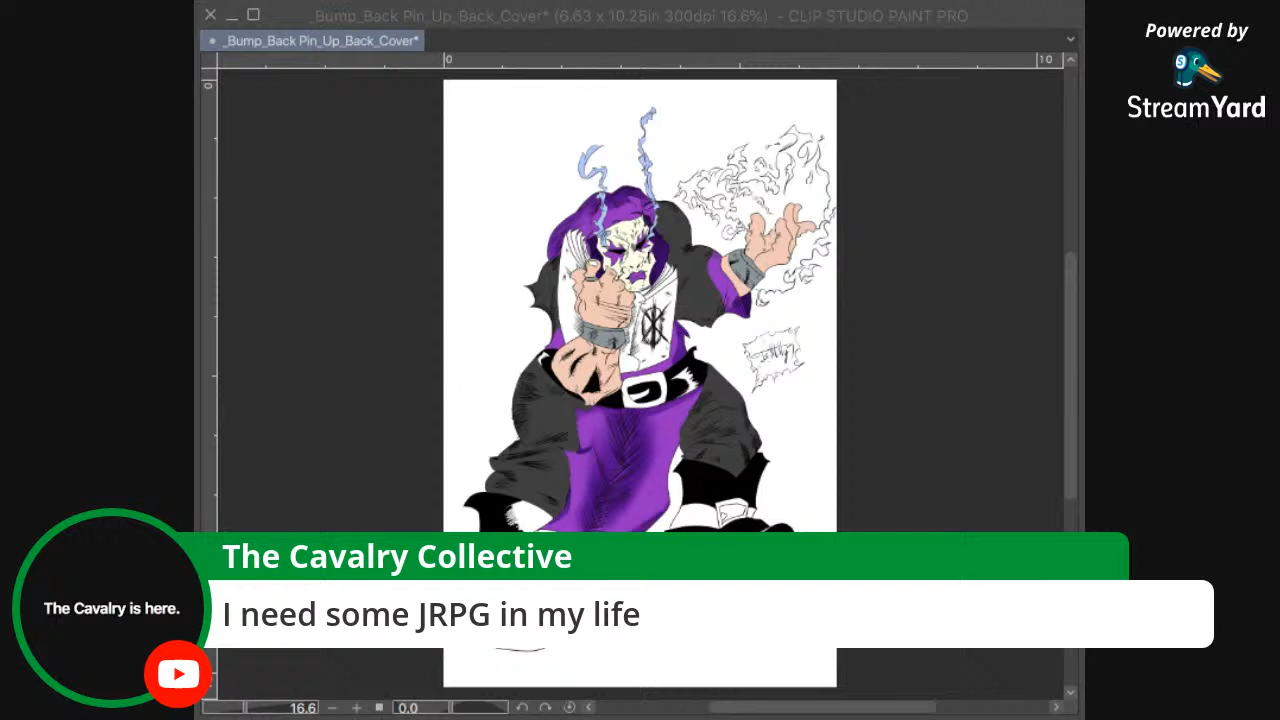 _Bump_Back Pin_Up_Back_Cover* (6.63 x 10.25in 300dpi 16.6%) - CLIP STUDIO PAINT PRO
_Bump_Back Pin_Up_Back_Cover*
0
10
0
Powered by
StreamYard
The Cavalry Collective
The Cavalry is here.
I need some JRPG in my life
16.6
0.0